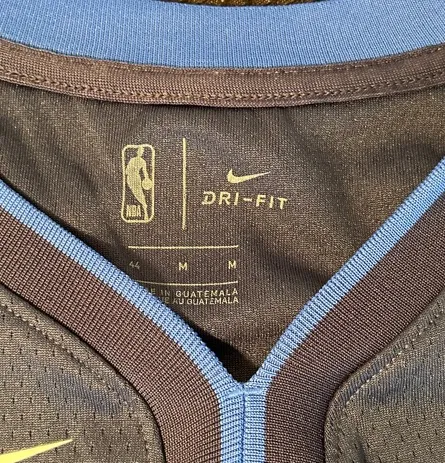 NBA
DRI-FIT
44 M M
IN GUATEMALA
AU GUATEMALA